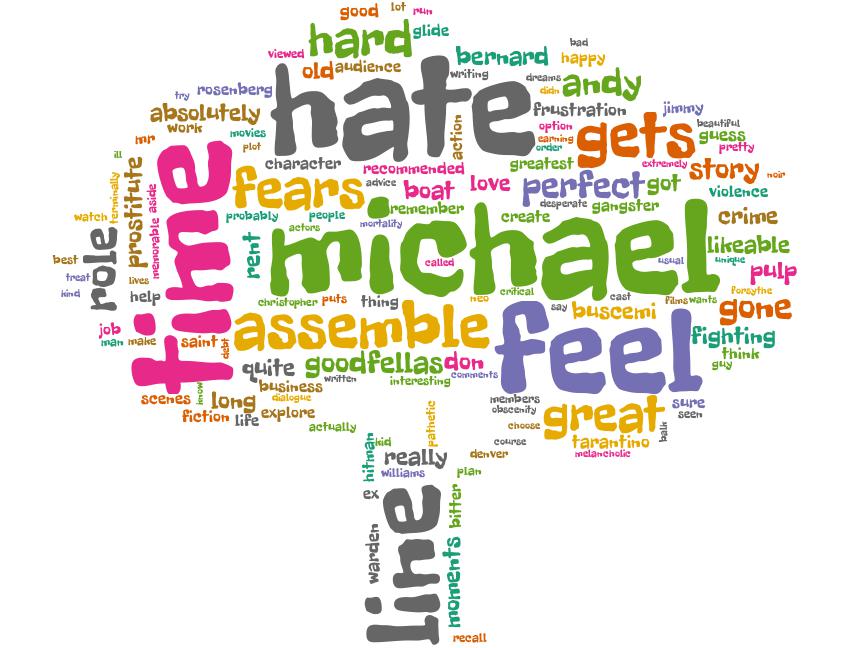 good lot run
viewed hard glide
old audience bernard bad happy
writing dreams andy
try rosenberg hate didn
absolutely frustration jimmy
work action option beautiful
mr movies earning gets guess
plot order pretty
ill character greatest extremely
recommended story noir
time fears advice boat love perfect got violence
prostitute terminally desperate gangster
watch memorable aside probably people remember create crime
actors mortality
role rent michael likeable
best lives called usual unique pulp
treat
kind help christopher puts thing neo critical say cast films wants forsythe
buscemi gone
job assemble feel fighting
man make saint debt think
quite goodfellas don guy
written interesting comments
know business
scenes long dialogue members great sure
fiction life explore obscenity seen
actually pathetic choose tarantino balk
kid course
hitman really denver melancholic
williams plan
ex bitter
warden line moments
recall